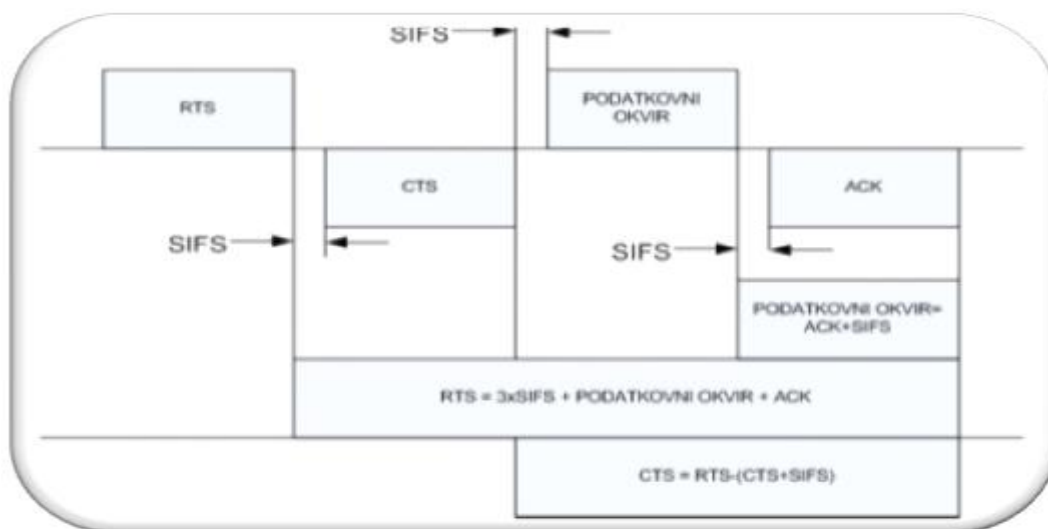 SIFS
RTS
PODATKOVNI
OKVIR
CTS
ACK
SIFS
SIFS
PODATKOVNI OKVIR=
ACK+SIFS
RTS = 3xSIFS + PODATKOVNI OKVIR + ACK
CTS = RTS-(CTS+SIFS)